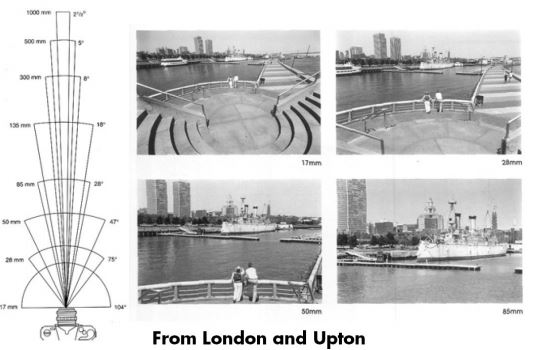 1000 mm 2½°
500 mm 5°
300 mm 8°
135 mm 18°
85 mm 28°
50 mm 47°
28 mm 75°
17 mm 104°
17mm
28mm
50mm
85mm
From London and Upton